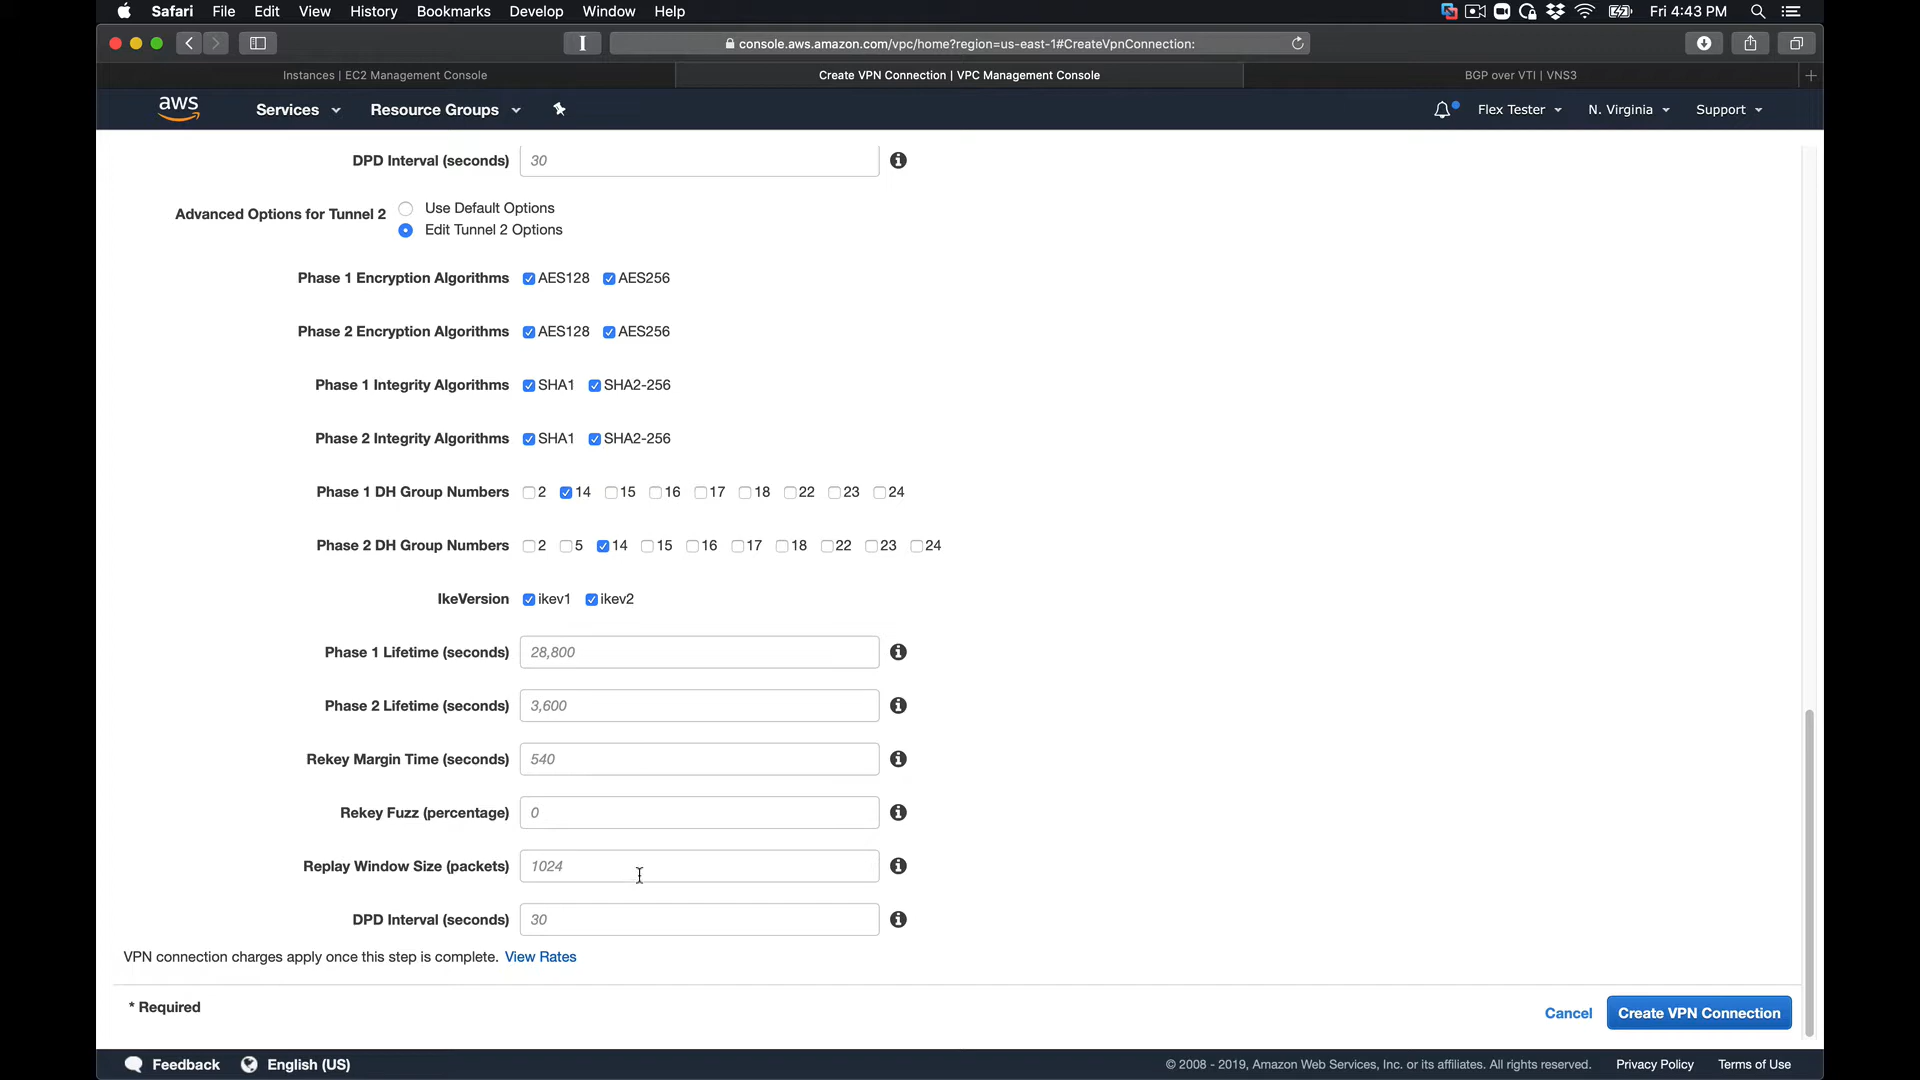 Safari File Edit View History Bookmarks Develop Window Help Fri 4:43 PM
console.aws.amazon.com/vpc/home?region=us-east-1#CreateVpnConnection:
Instances | EC2 Management Console Create VPN Connection | VPC Management Console BGP over VTI | VNS3
aws Services Resource Groups Flex Tester N. Virginia Support
DPD Interval (seconds) 30
Advanced Options for Tunnel 2 Use Default Options
Edit Tunnel 2 Options
Phase 1 Encryption Algorithms AES128 AES256
Phase 2 Encryption Algorithms AES128 AES256
Phase 1 Integrity Algorithms SHA1 SHA2-256
Phase 2 Integrity Algorithms SHA1 SHA2-256
Phase 1 DH Group Numbers 2 14 15 16 17 18 22 23 24
Phase 2 DH Group Numbers 2 5 14 15 16 17 18 22 23 24
IkeVersion ikev1 ikev2
Phase 1 Lifetime (seconds) 28,800
Phase 2 Lifetime (seconds) 3,600
Rekey Margin Time (seconds) 540
Rekey Fuzz (percentage) 0
Replay Window Size (packets) 1024
DPD Interval (seconds) 30
VPN connection charges apply once this step is complete. View Rates
* Required
Cancel Create VPN Connection
Feedback English (US) © 2008 - 2019, Amazon Web Services, Inc. or its affiliates. All rights reserved. Privacy Policy Terms of Use